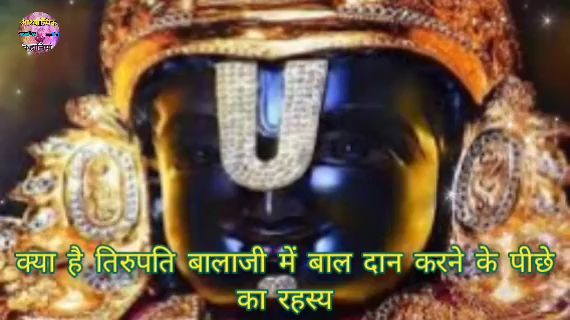 क्या है तिरुपति बालाजी में बाल दान करने के पीछे
का रहस्य